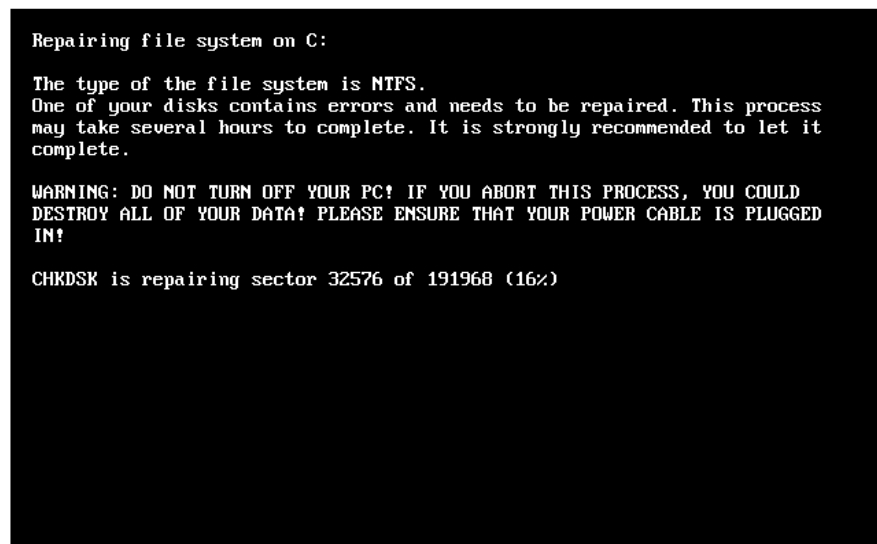 Repairing file system on C:
The type of the file system is NTFS.
One of your disks contains errors and needs to be repaired. This process
may take several hours to complete. It is strongly recommended to let it
complete.
WARNING: DO NOT TURN OFF YOUR PC! IF YOU ABORT THIS PROCESS, YOU COULD
DESTROY ALL OF YOUR DATA! PLEASE ENSURE THAT YOUR POWER CABLE IS PLUGGED
IN!
CHKDSK is repairing sector 32576 of 191968 (16%)